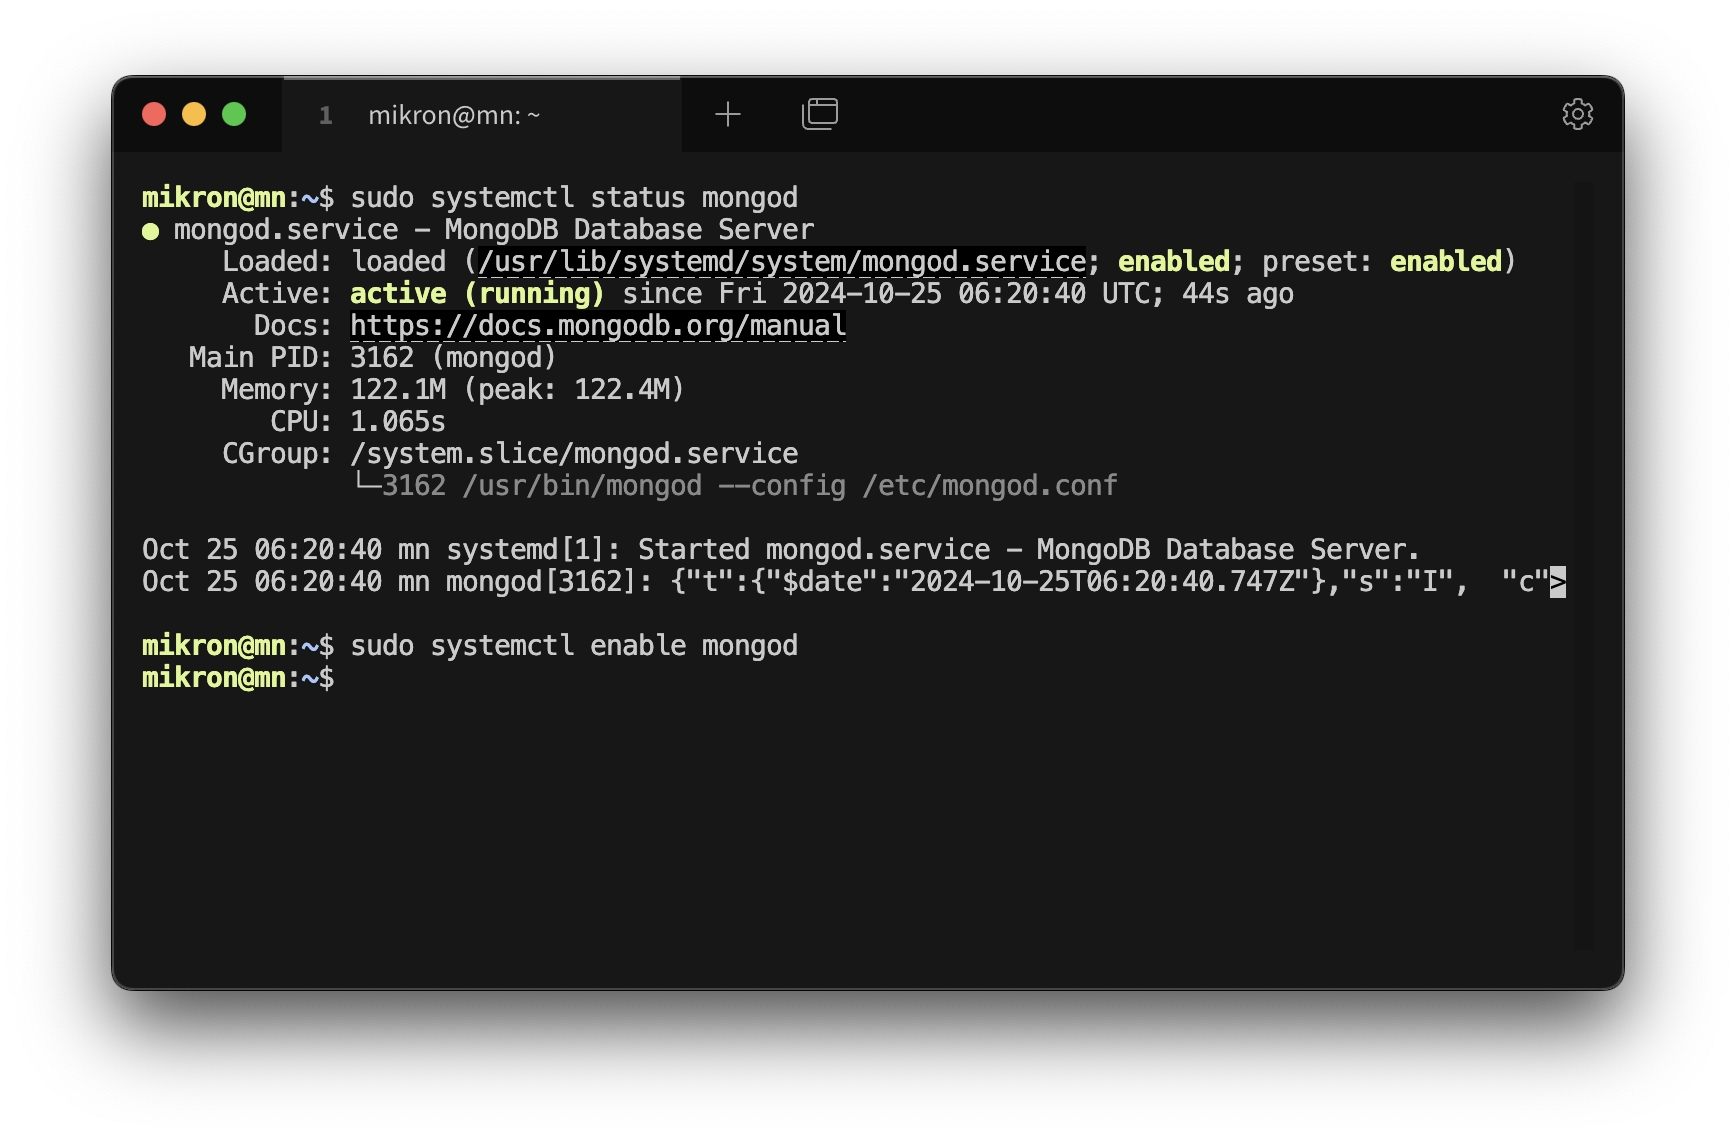 1 mikron@mn: ~
mikron@mn:~$ sudo systemctl status mongod
● mongod.service - MongoDB Database Server
     Loaded: loaded (/usr/lib/systemd/system/mongod.service; enabled; preset: enabled)
     Active: active (running) since Fri 2024-10-25 06:20:40 UTC; 44s ago
       Docs: https://docs.mongodb.org/manual
   Main PID: 3162 (mongod)
     Memory: 122.1M (peak: 122.4M)
        CPU: 1.065s
     CGroup: /system.slice/mongod.service
             └─3162 /usr/bin/mongod --config /etc/mongod.conf
Oct 25 06:20:40 mn systemd[1]: Started mongod.service - MongoDB Database Server.
Oct 25 06:20:40 mn mongod[3162]: {"t":{"$date":"2024-10-25T06:20:40.747Z"},"s":"I",  "c">
mikron@mn:~$ sudo systemctl enable mongod
mikron@mn:~$